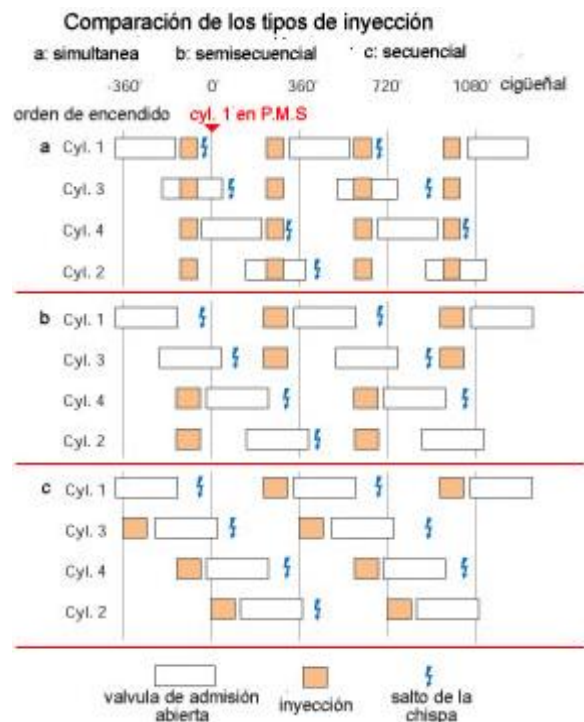 Comparación de los tipos de inyección
a: simultanea b: semisecuencial c: secuencial
-360° 0° 360° 720° 1080° cigüeñal
orden de encendido cyl. 1 en P.M.S
a Cyl. 1
Cyl. 3
Cyl. 4
Cyl. 2
b Cyl. 1
Cyl. 3
Cyl. 4
Cyl. 2
c Cyl. 1
Cyl. 3
Cyl. 4
Cyl. 2
valvula de admisión abierta
inyección
salto de la chispa